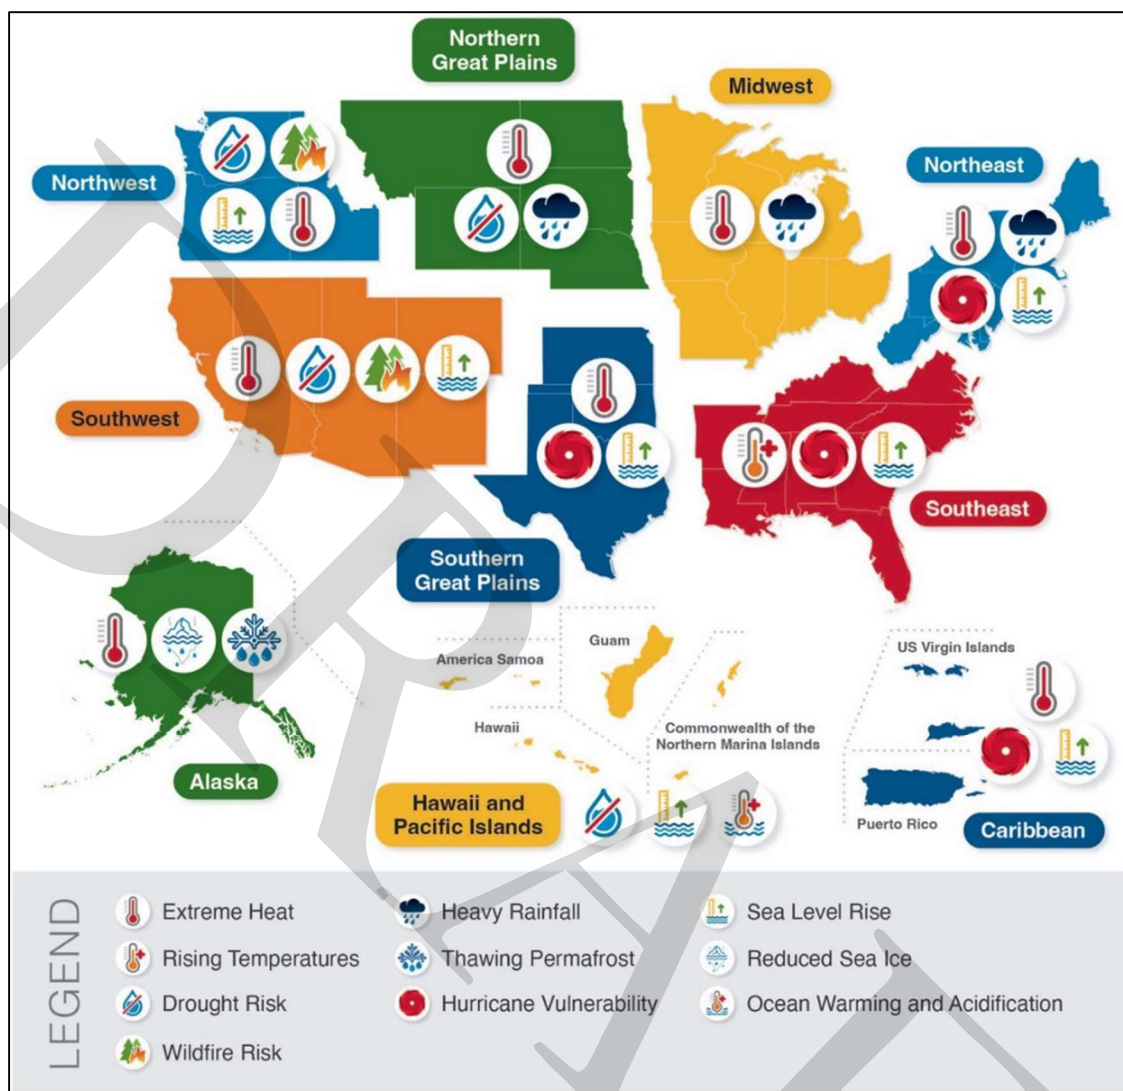 Northern
Great Plains
Midwest
Northwest
Northeast
Southwest
Southeast
Southern
Great Plains
Guam
America Samoa
US Virgin Islands
Hawaii
Commonwealth of the
Northern Marina Islands
Alaska
Hawaii and
Pacific Islands
Puerto Rico
Caribbean
LEGEND
Extreme Heat
Heavy Rainfall
Sea Level Rise
Rising Temperatures
Thawing Permafrost
Reduced Sea Ice
Drought Risk
Hurricane Vulnerability
Ocean Warming and Acidification
Wildfire Risk
DRAF